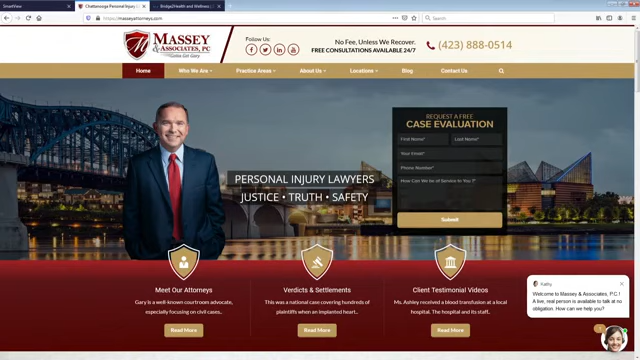 SmartView
Chattanooga Personal Injury L
Bridge2Health and Wellness |
https://masseyattorneys.com
Search
MASSEY
& ASSOCIATES, PC
Gotta Get Gary
Follow Us:
No Fee, Unless We Recover.
FREE CONSULTATIONS AVAILABLE 24/7
(423) 888-0514
Home
Who We Are
Practice Areas
About Us
Locations
Blog
Contact Us
REQUEST A FREE
CASE EVALUATION
First Name*
Last Name*
Your Email*
Phone Number*
How Can We be of Service to You ?*
Submit
PERSONAL INJURY LAWYERS
JUSTICE • TRUTH • SAFETY
Meet Our Attorneys
Gary is a well-known courtroom advocate,
especially focusing on civil cases..
Read More
Verdicts & Settlements
This was a national case covering hundreds of
plaintiffs when an implanted heart..
Read More
Client Testimonial Videos
Ms. Ashley received a blood transfusion at a local
hospital. The hospital and its staff..
Read More
Kathy
Welcome to Massey & Associates, P.C.!
A live, real person is available to talk at no
obligation. How can we help you?
1